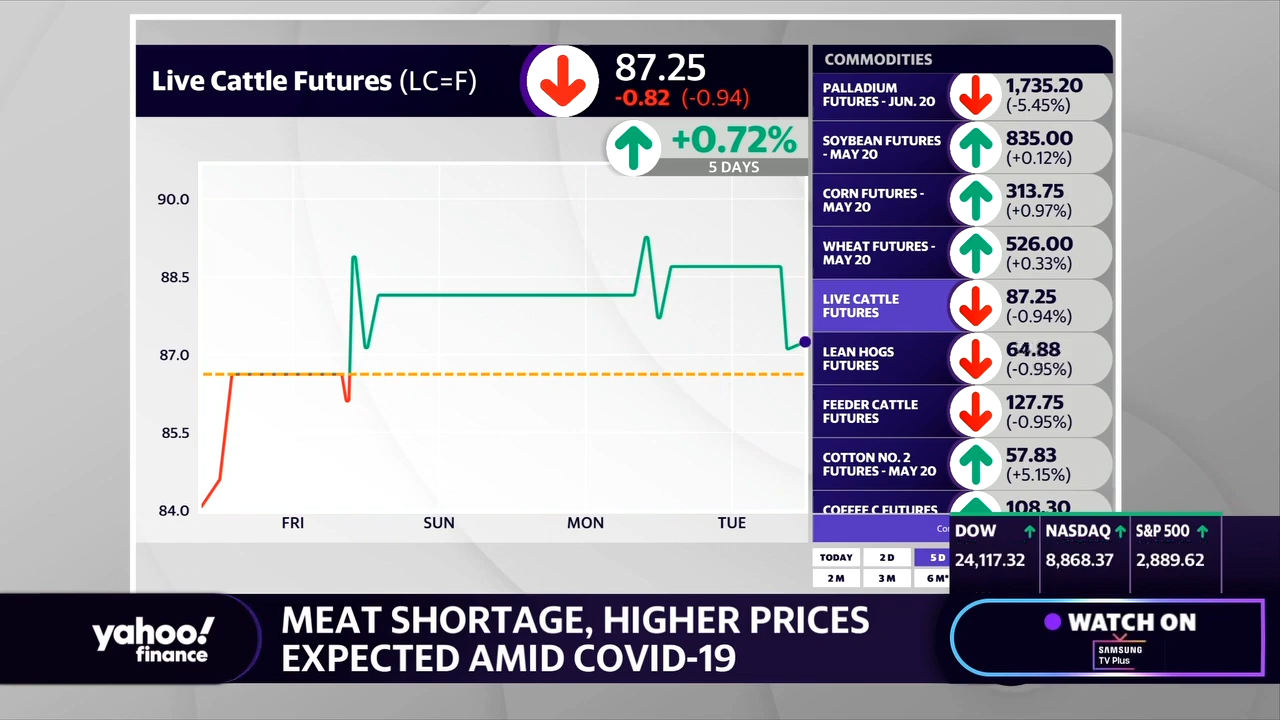 Live Cattle Futures (LC=F)
87.25
-0.82 (-0.94)
+0.72%
5 DAYS
90.0
88.5
87.0
85.5
84.0
FRI
SUN
MON
TUE
COMMODITIES
PALLADIUM
FUTURES - JUN. 20
1,735.20
(-5.45%)
SOYBEAN FUTURES
- MAY 20
835.00
(+0.12%)
CORN FUTURES -
MAY 20
313.75
(+0.97%)
WHEAT FUTURES -
MAY 20
526.00
(+0.33%)
LIVE CATTLE
FUTURES
87.25
(-0.94%)
LEAN HOGS
FUTURES
64.88
(-0.95%)
FEEDER CATTLE
FUTURES
127.75
(-0.95%)
COTTON NO. 2
FUTURES - MAY 20
57.83
(+5.15%)
COFFEE C FUTURES
108.30
TODAY
2 D
5 D
2 M
3 M
6 M*
DOW
24,117.32
NASDAQ
8,868.37
S&P 500
2,889.62
yahoo!
finance
MEAT SHORTAGE, HIGHER PRICES
EXPECTED AMID COVID-19
WATCH ON
SAMSUNG
TV Plus